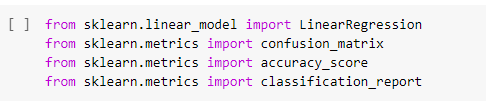 [ ] from sklearn.linear_model import LinearRegression
from sklearn.metrics import confusion_matrix
from sklearn.metrics import accuracy_score
from sklearn.metrics import classification_report